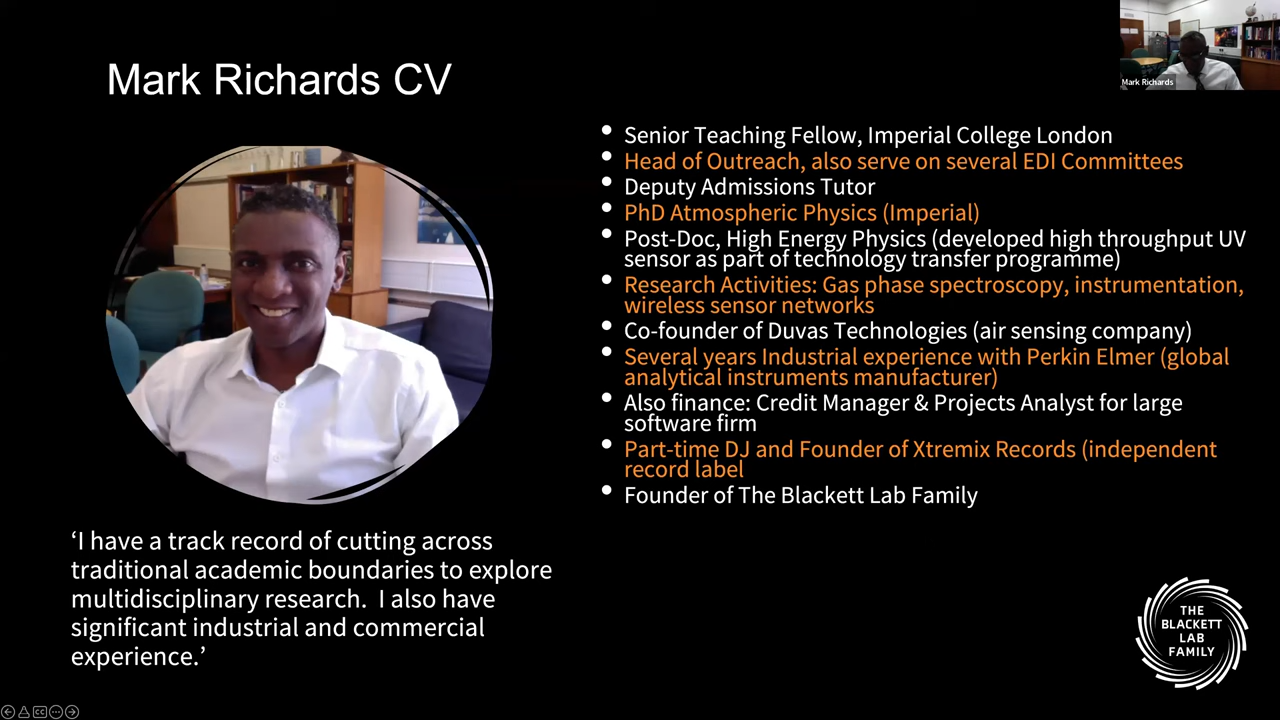 Mark Richards CV
Mark Richards
• Senior Teaching Fellow, Imperial College London
• Head of Outreach, also serve on several EDI Committees
• Deputy Admissions Tutor
• PhD Atmospheric Physics (Imperial)
• Post-Doc, High Energy Physics (developed high throughput UV
sensor as part of technology transfer programme)
• Research Activities: Gas phase spectroscopy, instrumentation,
wireless sensor networks
• Co-founder of Duvas Technologies (air sensing company)
• Several years Industrial experience with Perkin Elmer (global
analytical instruments manufacturer)
• Also finance: Credit Manager & Projects Analyst for large
software firm
• Part-time DJ and Founder of Xtremix Records (independent
record label
• Founder of The Blackett Lab Family
‘I have a track record of cutting across
traditional academic boundaries to explore
multidisciplinary research.  I also have
significant industrial and commercial
experience.’
THE
BLACKETT
LAB
FAMILY
CC